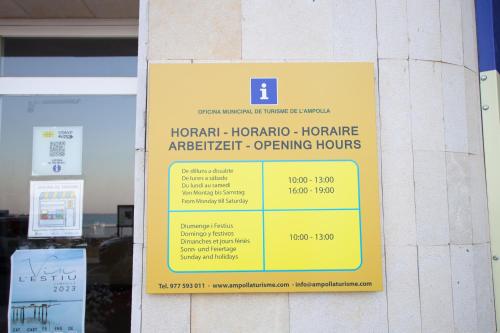 i
OFICINA MUNICIPAL DE TURISME DE L'AMPOLLA
HORARI - HORARIO - HORAIRE
ARBEITZEIT - OPENING HOURS
De dilluns a dissabte
De lunes a sábado
Du lundi au samedi
Von Montag bis Samstag
From Monday till Saturday
10:00 - 13:00
16:00 - 19:00
Diumenge i Festius
Domingo y festivos
Dimanches et jours fériés
Sonn- und Feiertage
Sunday and holidays
10:00 - 13:00
Tel. 977 593 011 · www.ampollaturisme.com · info@ampollaturisme.com
L'ESTIU
2023